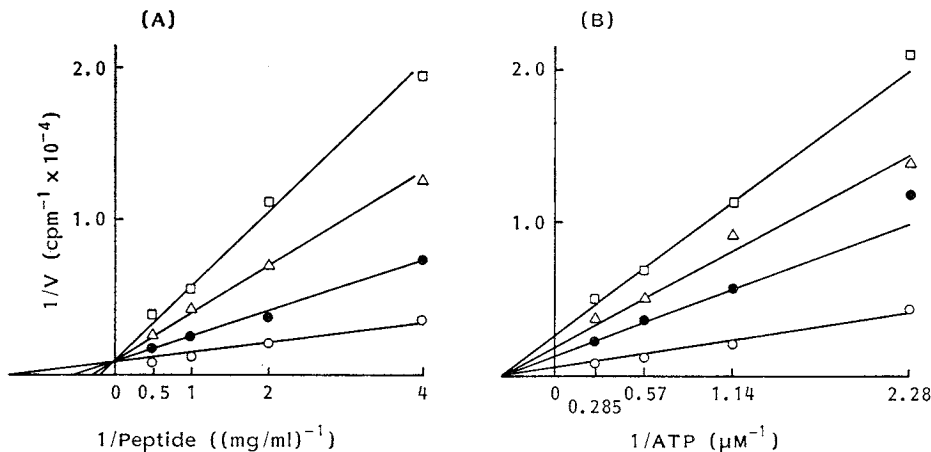 (A)
2.0
1.0
1/V (cpm⁻¹ x 10⁻⁴)
0 0.5 1 2 4
1/Peptide ((mg/ml)⁻¹)
(B)
2.0
1.0
0 0.285 0.57 1.14 2.28
1/ATP (μM⁻¹)